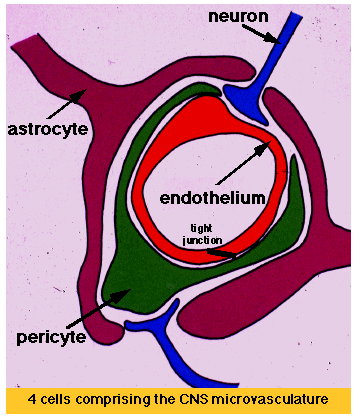 neuron
astrocyte
endothelium
tight
junction
pericyte
4 cells comprising the CNS microvasculature